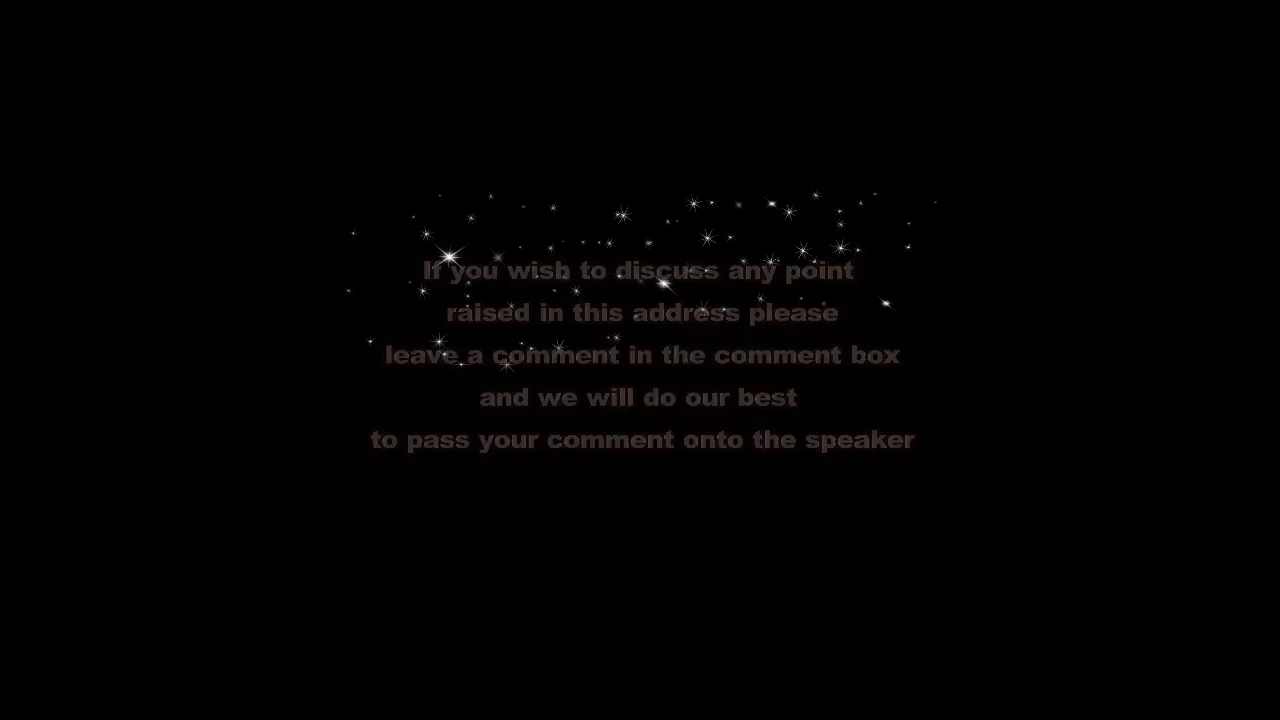 If you wish to discuss any point
raised in this address please
leave a comment in the comment box
and we will do our best
to pass your comment onto the speaker